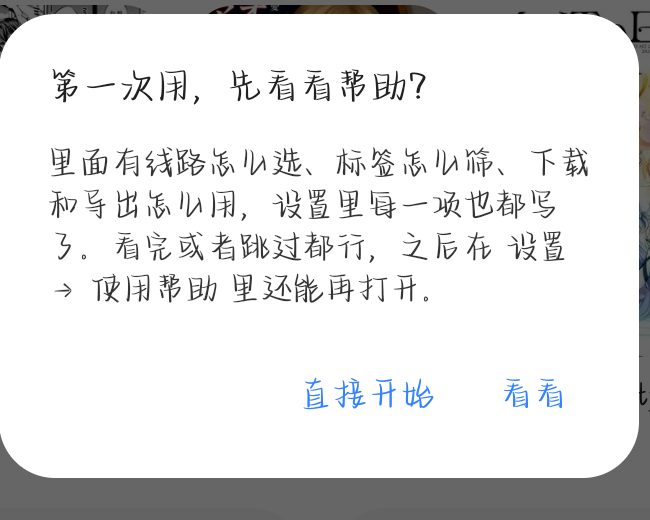 第一次用，先看看帮助？
里面有线路怎么选、标签怎么筛、下载
和导出怎么用，设置里每一项也都写
了。看完或者跳过都行，之后在 设置
→ 使用帮助 里还能再打开。
直接开始 看看